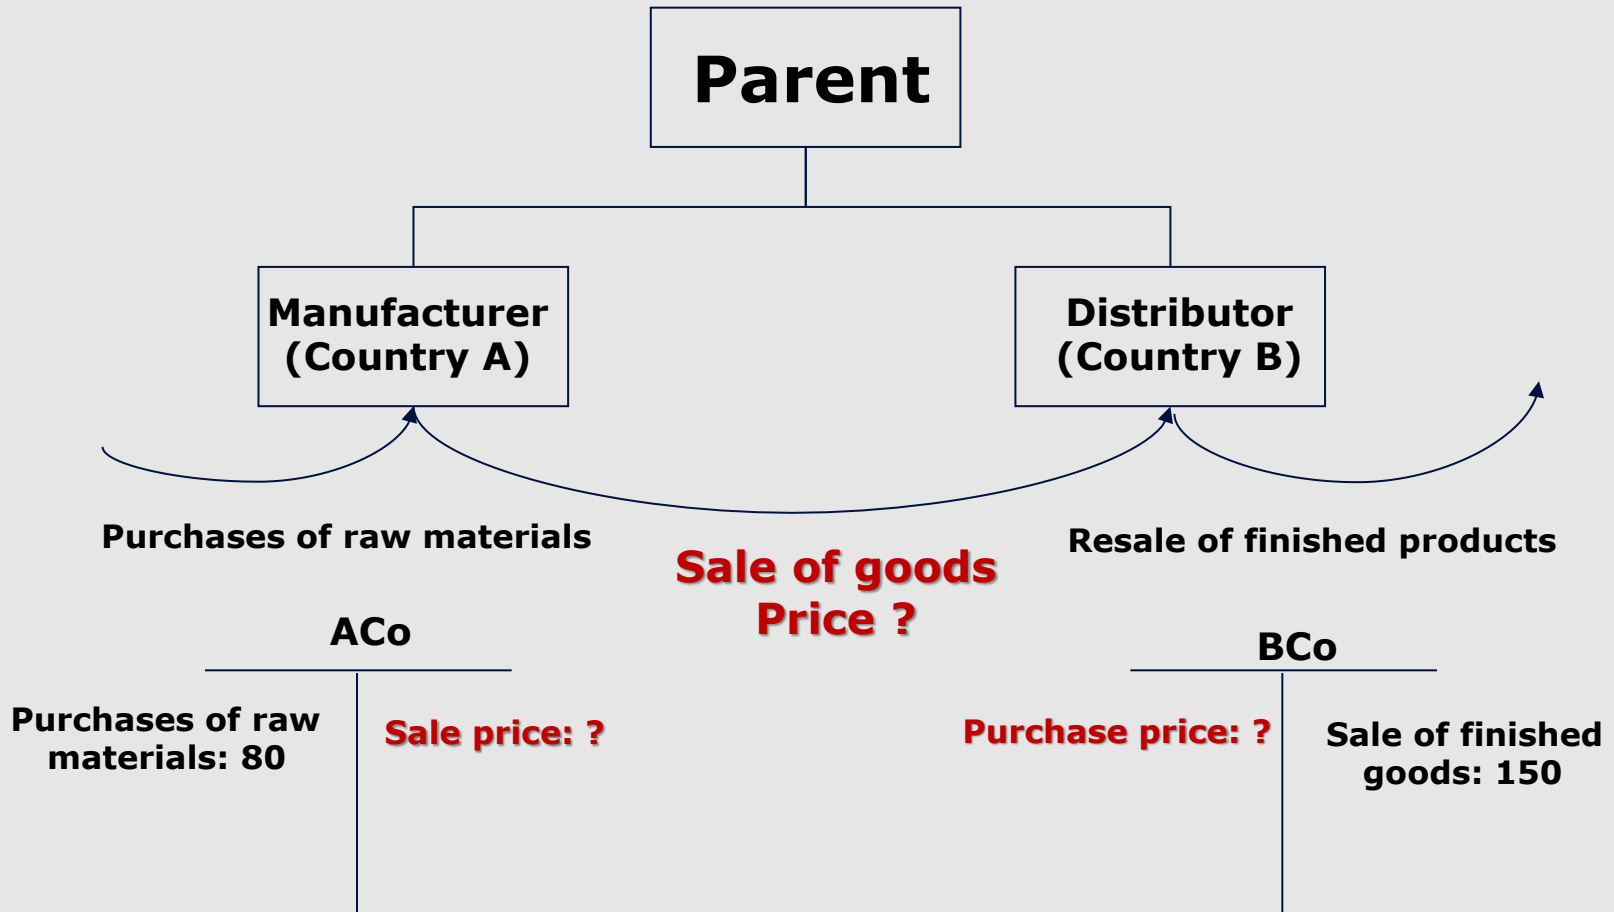 Parent
Manufacturer
(Country A)
Distributor
(Country B)
Purchases of raw materials
Sale of goods
Price ?
Resale of finished products
ACo
Purchases of raw
materials: 80
Sale price: ?
BCo
Purchase price: ?
Sale of finished
goods: 150